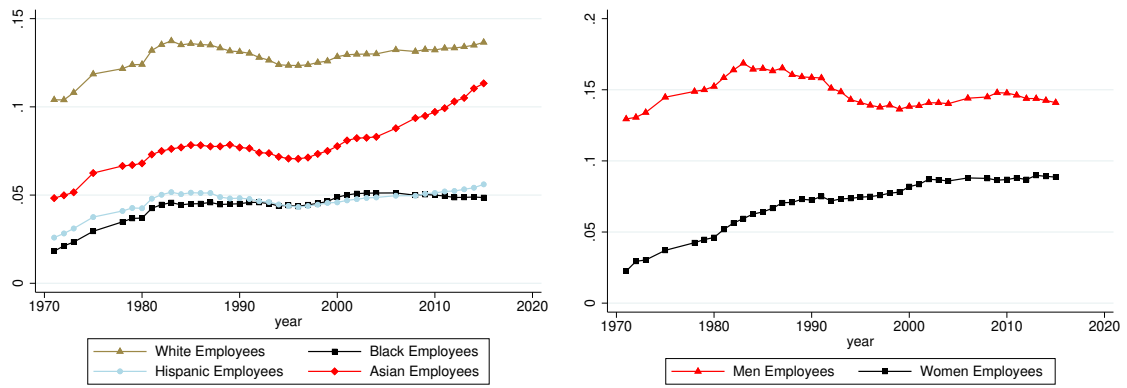 .15
.1
.05
0
1970 1980 1990 2000 2010 2020
year
White Employees Black Employees
Hispanic Employees Asian Employees
.2
.15
.1
.05
0
1970 1980 1990 2000 2010 2020
year
Men Employees Women Employees